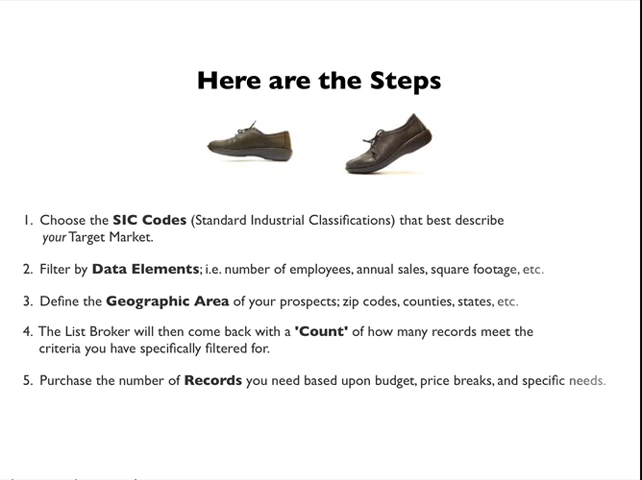 Here are the Steps
1. Choose the SIC Codes (Standard Industrial Classifications) that best describe
your Target Market.
2. Filter by Data Elements; i.e. number of employees, annual sales, square footage, etc.
3. Define the Geographic Area of your prospects; zip codes, counties, states, etc.
4. The List Broker will then come back with a 'Count' of how many records meet the
criteria you have specifically filtered for.
5. Purchase the number of Records you need based upon budget, price breaks, and specific needs.